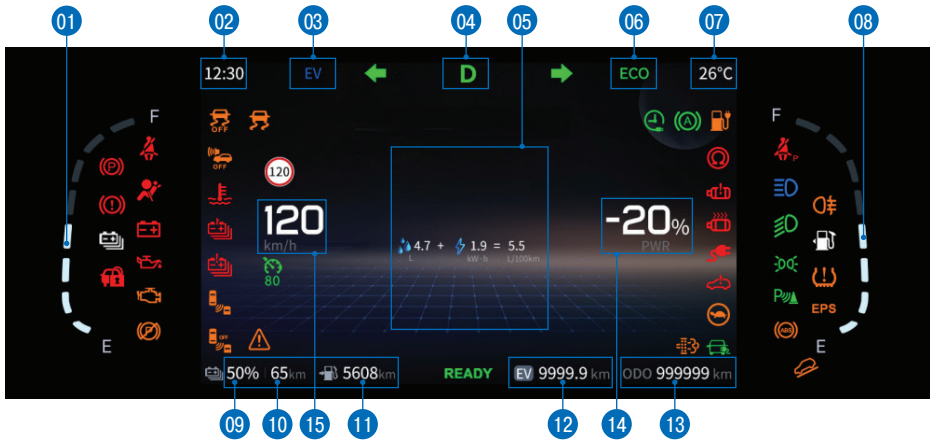 01 02 03 04 05 06 07 08
12:30 EV D ECO 26°C
F F
OFF (A)
P P
OFF
120
(!)
120 -20%
km/h PWR
4.7 + 1.9 = 5.5
L kW·h L/100km
80
P
OFF EPS
P ABS
E E
50% 65km 5608km READY EV 9999.9 km ODO 999999 km
09 10 15 11 12 14 13